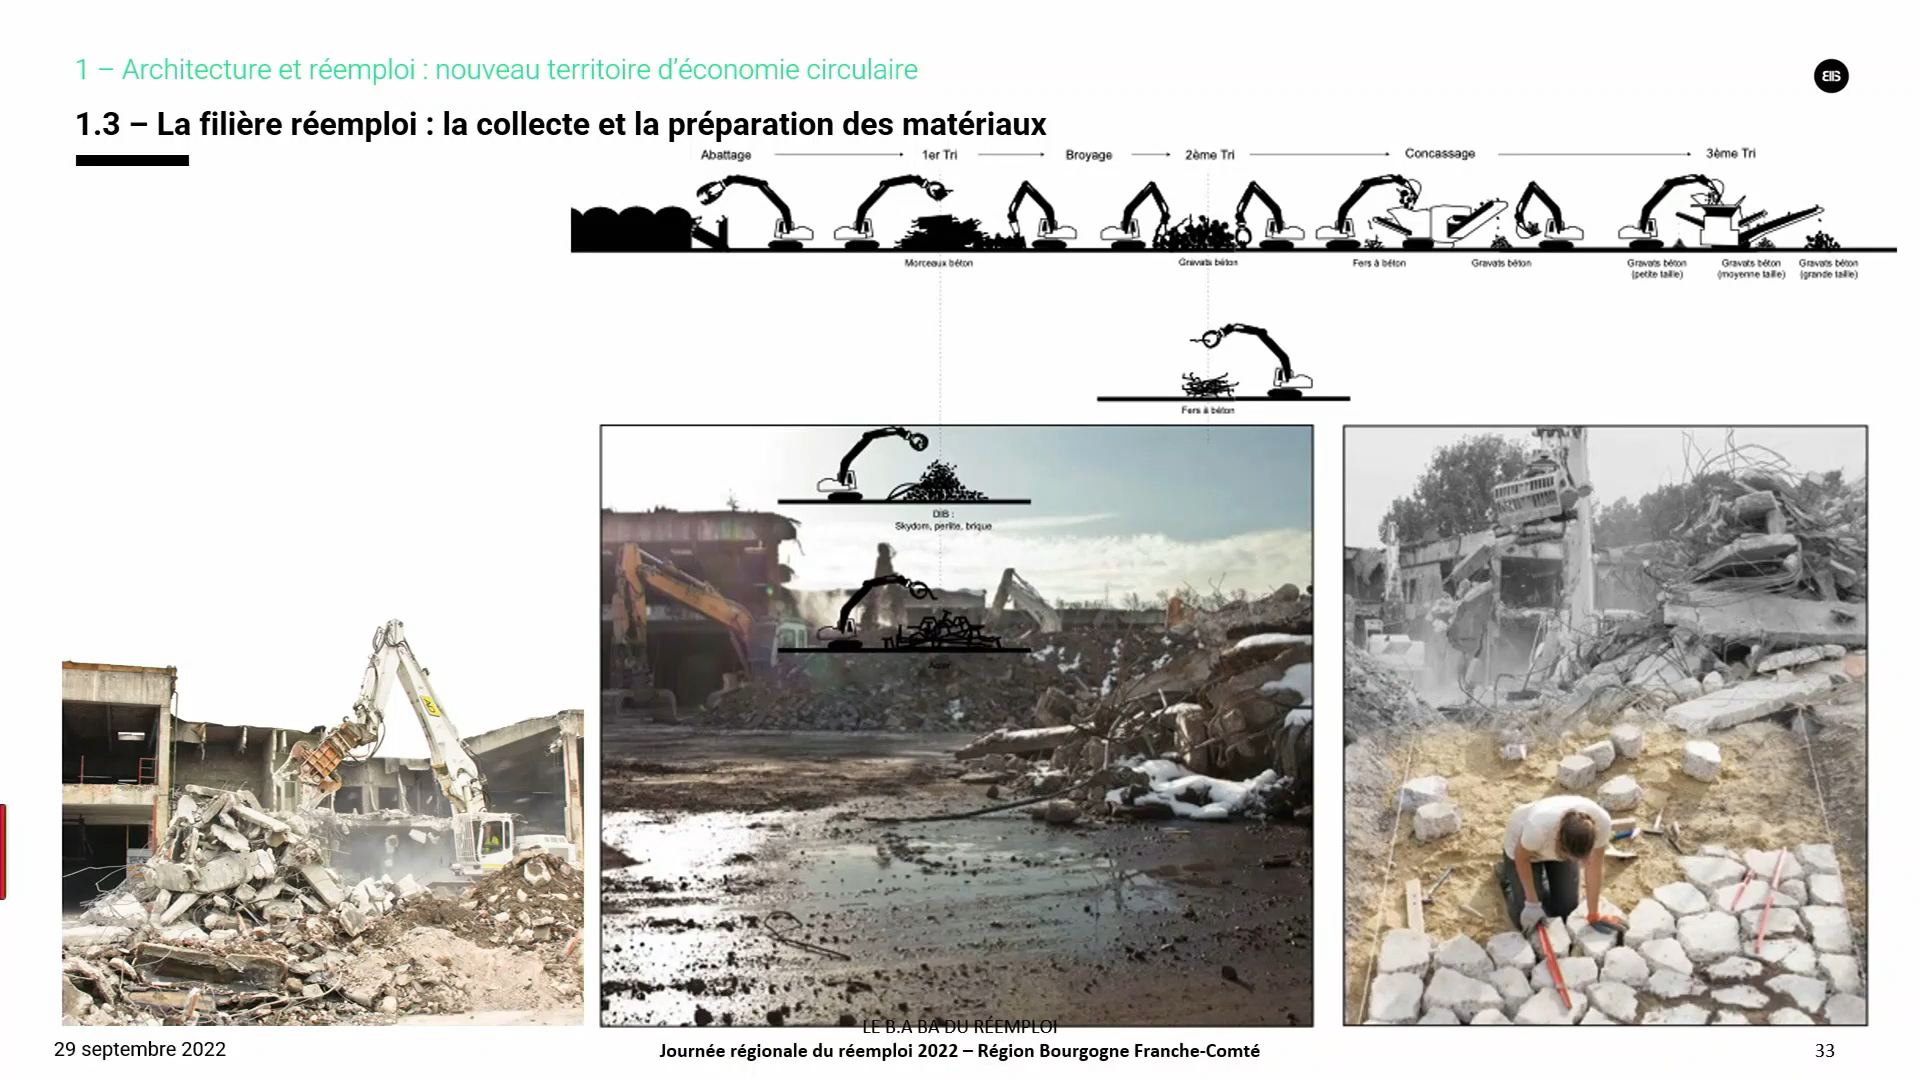 1 – Architecture et réemploi : nouveau territoire d’économie circulaire
1.3 – La filière réemploi : la collecte et la préparation des matériaux
Abattage
1er Tri
Broyage
2ème Tri
Concassage
3ème Tri
Morceaux béton
Gravats béton
Fers à béton
Gravats béton
Gravats béton
(petite taille)
Gravats béton
(moyenne taille)
Gravats béton
(grande taille)
Fers à béton
DIB :
Skydom, perlite, brique
Acier
LE B.A BA DU RÉEMPLOI
29 septembre 2022
Journée régionale du réemploi 2022 – Région Bourgogne Franche-Comté
33